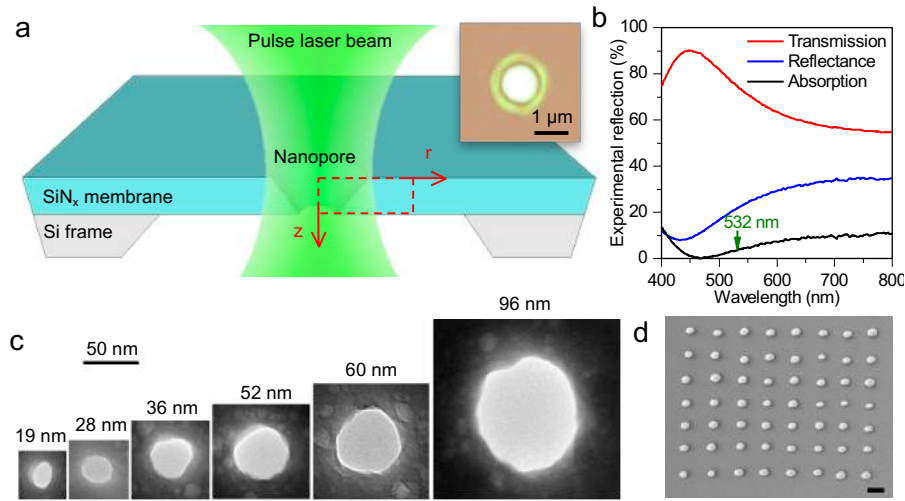 a
Pulse laser beam
1 µm
Nanopore
r
SiNx membrane
Si frame
z
b
Experimental reflection (%)
100
80
60
40
20
0
Transmission
Reflectance
Absorption
532 nm
400 500 600 700 800
Wavelength (nm)
c
50 nm
19 nm
28 nm
36 nm
52 nm
60 nm
96 nm
d